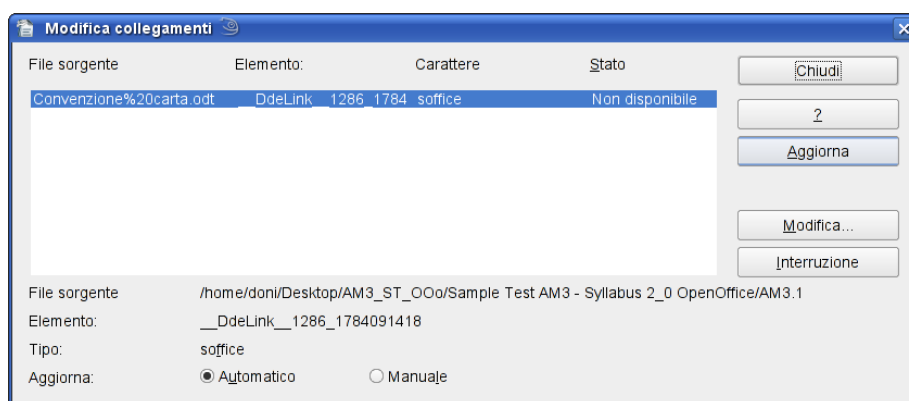 Modifica collegamenti
File sorgente Elemento: Carattere Stato
Chiudi
Convenzione%20carta.odt __DdeLink__1286_1784 soffice Non disponibile
?
Aggiorna
Modifica...
Interruzione
File sorgente /home/doni/Desktop/AM3_ST_OOo/Sample Test AM3 - Syllabus 2_0 OpenOffice/AM3.1
Elemento: __DdeLink__1286_1784091418
Tipo: soffice
Aggiorna: Automatico Manuale